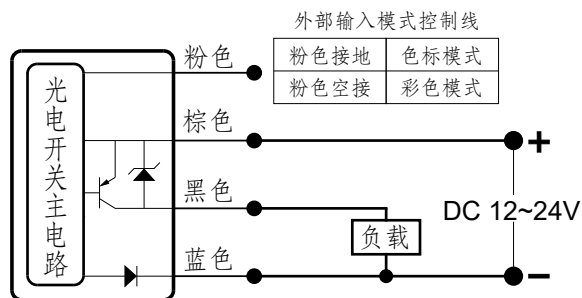 外部输入模式控制线
粉色接地 色标模式
粉色空接 彩色模式
粉色
棕色
黑色
蓝色
光电开关主电路
负载
+
DC 12~24V
-